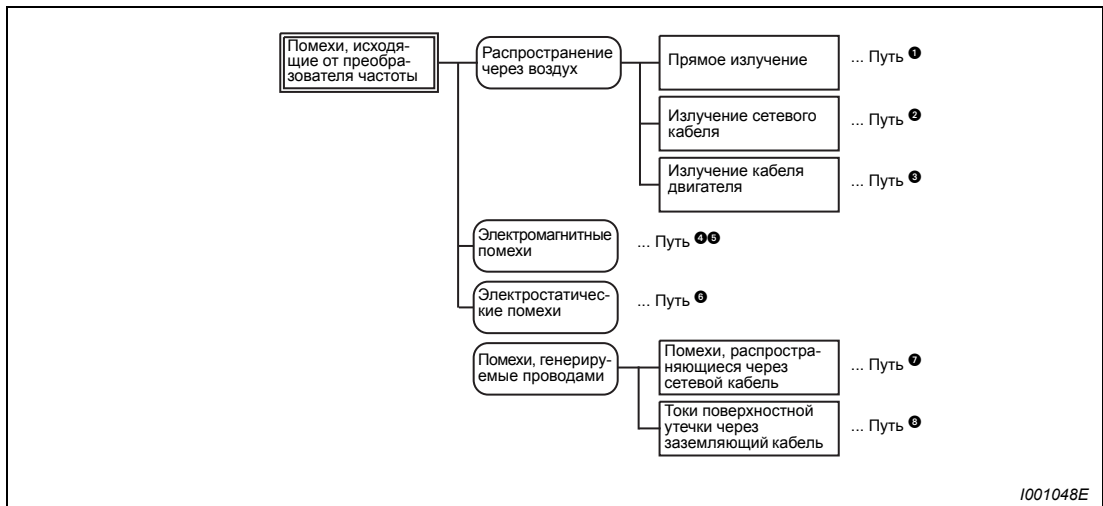 Помехи, исходя-
щие от преобра-
зователя частоты
Распространение
через воздух
Прямое излучение
... Путь ❶
Излучение сетевого
кабеля
... Путь ❷
Излучение кабеля
двигателя
... Путь ❸
Электромагнитные
помехи
... Путь ❹❺
Электростатичес-
кие помехи
... Путь ❻
Помехи, генериру-
емые проводами
Помехи, распростра-
няющиеся через
сетевой кабель
... Путь ❼
Токи поверхностной
утечки через
заземляющий кабель
... Путь ❽
I001048E